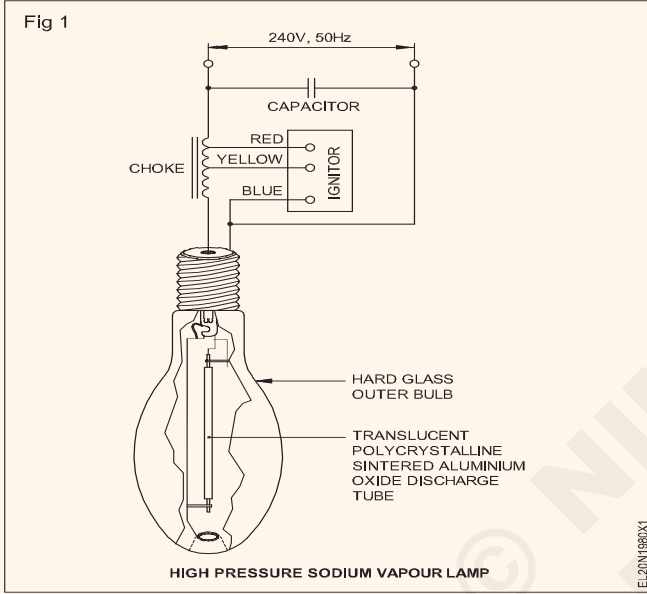 Fig 1
240V, 50Hz
CAPACITOR
RED
CHOKE
YELLOW
BLUE
IGNITOR
HARD GLASS
OUTER BULB
TRANSLUCENT
POLYCRYSTALLINE
SINTERED ALUMINIUM
OXIDE DISCHARGE
TUBE
HIGH PRESSURE SODIUM VAPOUR LAMP
EL20N1980X1
© NI